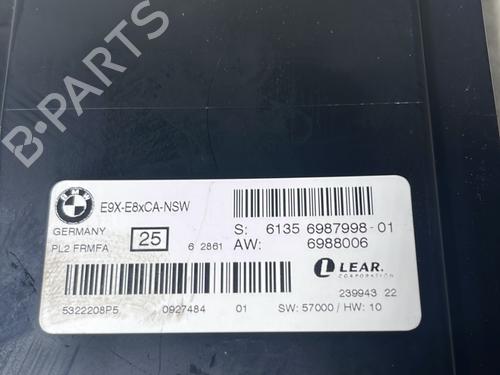 B-PARTS
BMW
E9X-E8xCA-NSW
GERMANY
PL2 FRMFA
25
6 2861
S: 6135 6987998-01
AW: 6988006
LEAR.
CORPORATION
239943 22
5322208P5 0927484 01 SW: 57000 / HW: 10